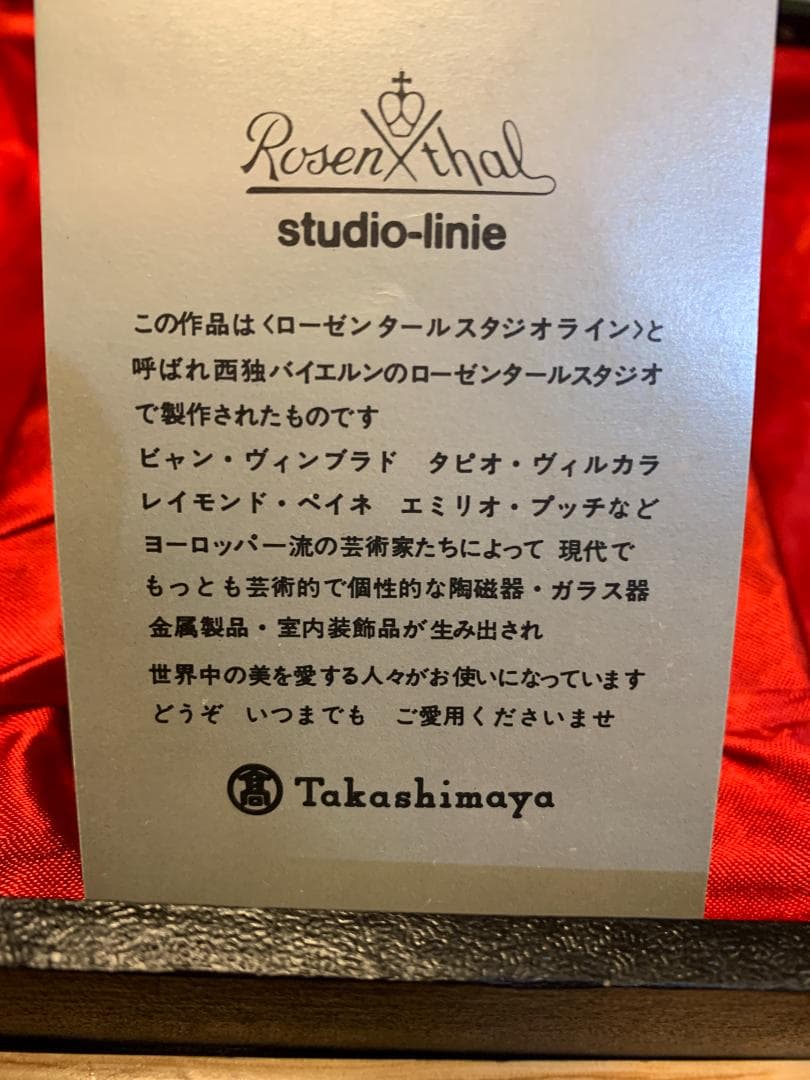 Rosenthal
studio-linie
この作品は〈ローゼンタールスタジオライン〉と
呼ばれ西独バイエルンのローゼンタールスタジオ
で製作されたものです
ビャン・ヴィンブラド　タピオ・ヴィルカラ
レイモンド・ペイネ　エミリオ・プッチなど
ヨーロッパ一流の芸術家たちによって 現代で
もっとも芸術的で個性的な陶磁器・ガラス器
金属製品・室内装飾品が生み出され
世界中の美を愛する人々がお使いになっています
どうぞ　いつまでも　ご愛用くださいませ
髙 Takashimaya